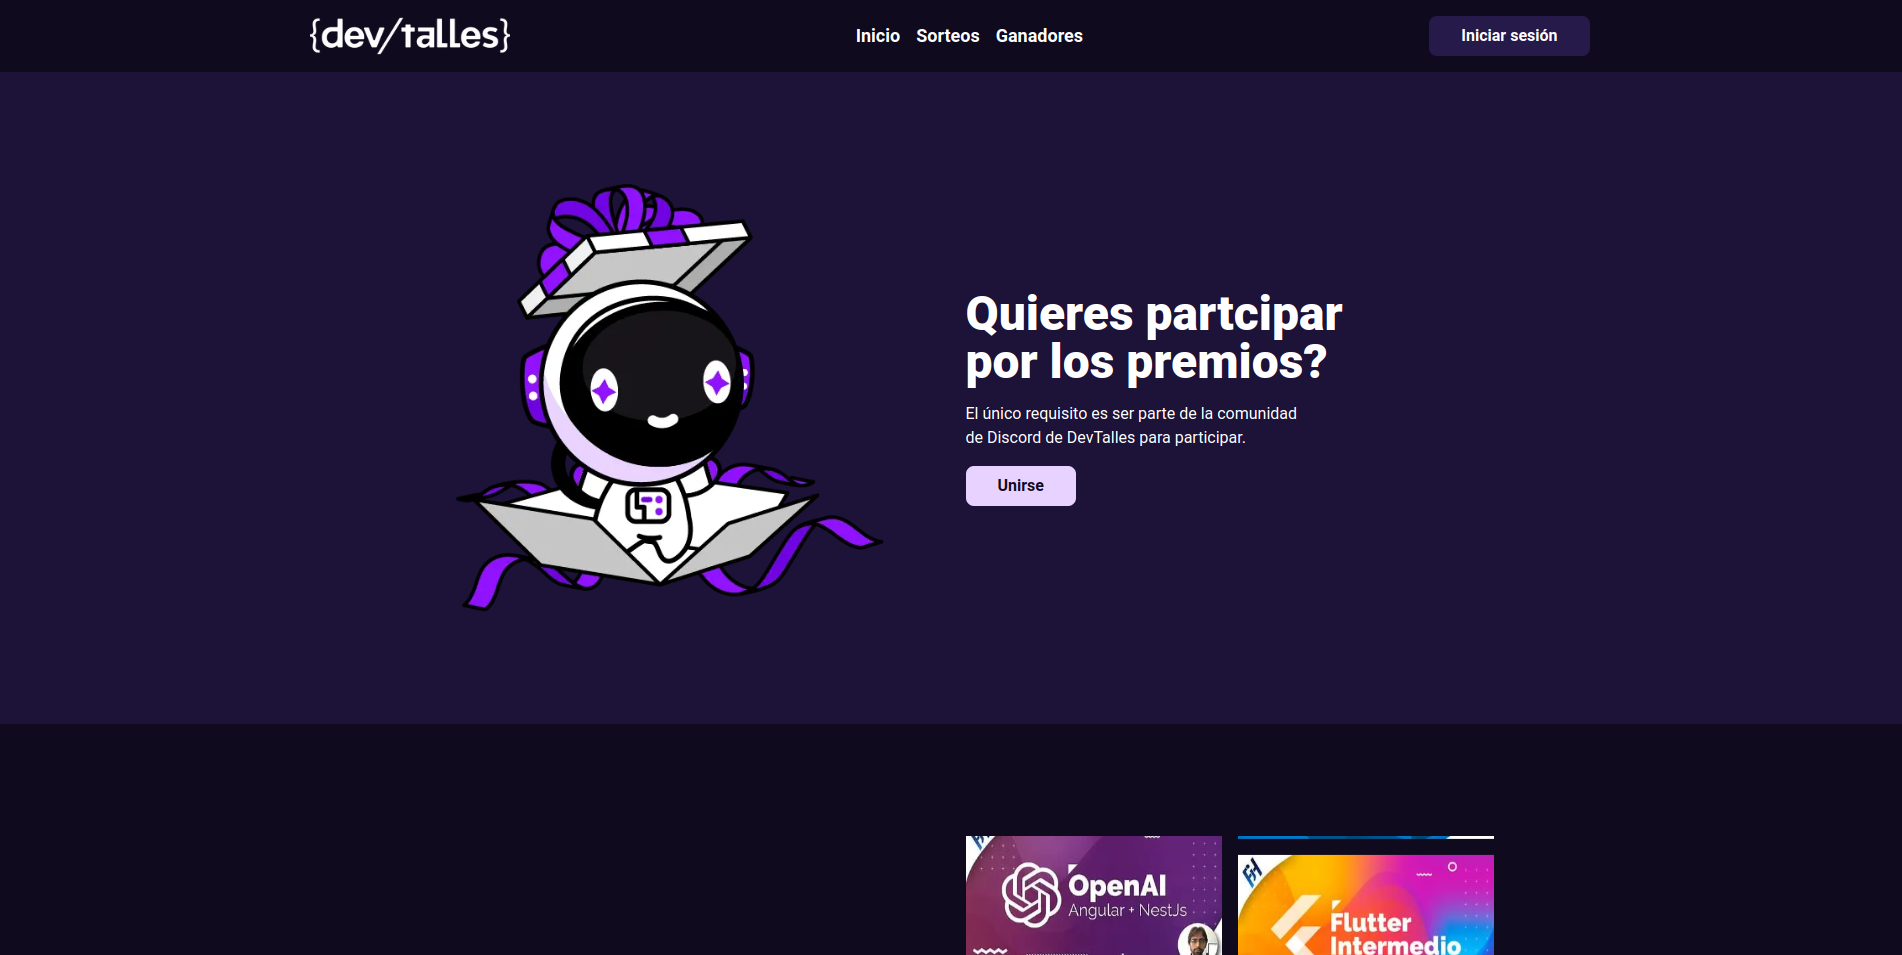 {dev/talles}
Inicio Sorteos Ganadores
Iniciar sesión
Quieres partcipar
por los premios?
El único requisito es ser parte de la comunidad
de Discord de DevTalles para participar.
Unirse
OpenAI
Angular + NestJs
FH
Flutter
Intermedio